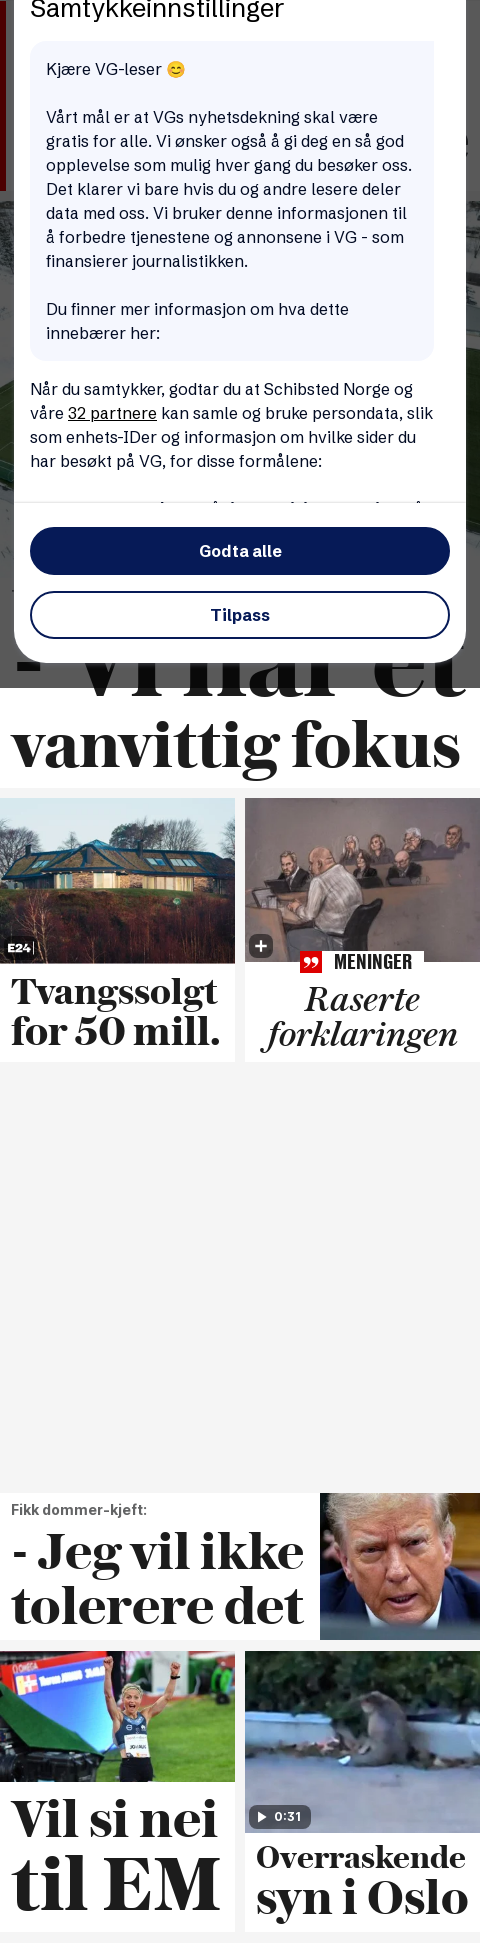 Samtykkeinnstillinger
Kjære VG-leser 😊
Vårt mål er at VGs nyhetsdekning skal være
gratis for alle. Vi ønsker også å gi deg en så god
opplevelse som mulig hver gang du besøker oss.
Det klarer vi bare hvis du og andre lesere deler
data med oss. Vi bruker denne informasjonen til
å forbedre tjenestene og annonsene i VG - som
finansierer journalistikken.
Du finner mer informasjon om hva dette
innebærer her:
Når du samtykker, godtar du at Schibsted Norge og
våre 32 partnere kan samle og bruke persondata, slik
som enhets-IDer og informasjon om hvilke sider du
har besøkt på VG, for disse formålene:
Godta alle
Tilpass
- Vi har et
vanvittig fokus
E24
Tvangssolgt
for 50 mill.
MENINGER
Raserte
forklaringen
Fikk dommer-kjeft:
- Jeg vil ikke
tolerere det
Vil si nei
til EM
0:31
Overraskende
syn i Oslo